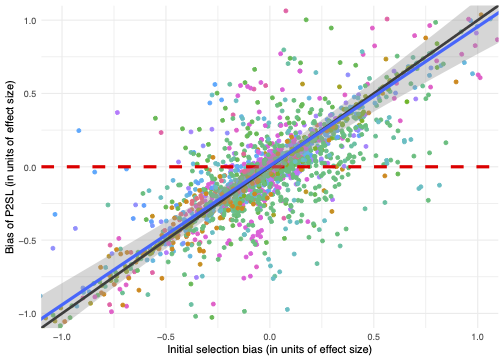 1.0
0.5
0.0
−0.5
−1.0
Bias of P2SL (in units of effect size)
−1.0 −0.5 0.0 0.5 1.0
Initial selection bias (in units of effect size)